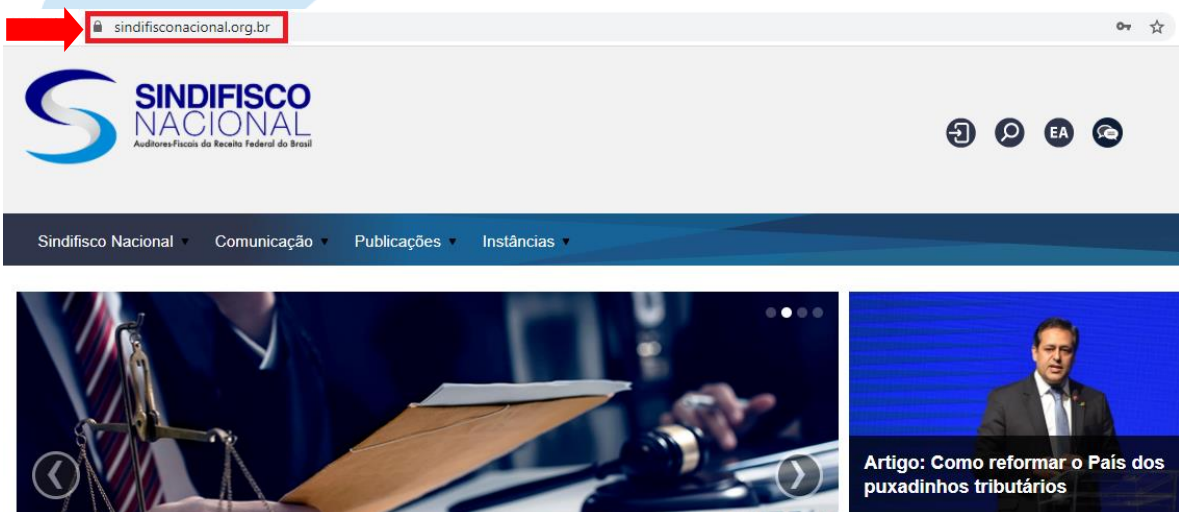 sindifisconacional.org.br
SINDIFISCO
NACIONAL
Auditores-Fiscais da Receita Federal do Brasil
EA
Sindifisco Nacional Comunicação Publicações Instâncias
Artigo: Como reformar o País dos
puxadinhos tributários